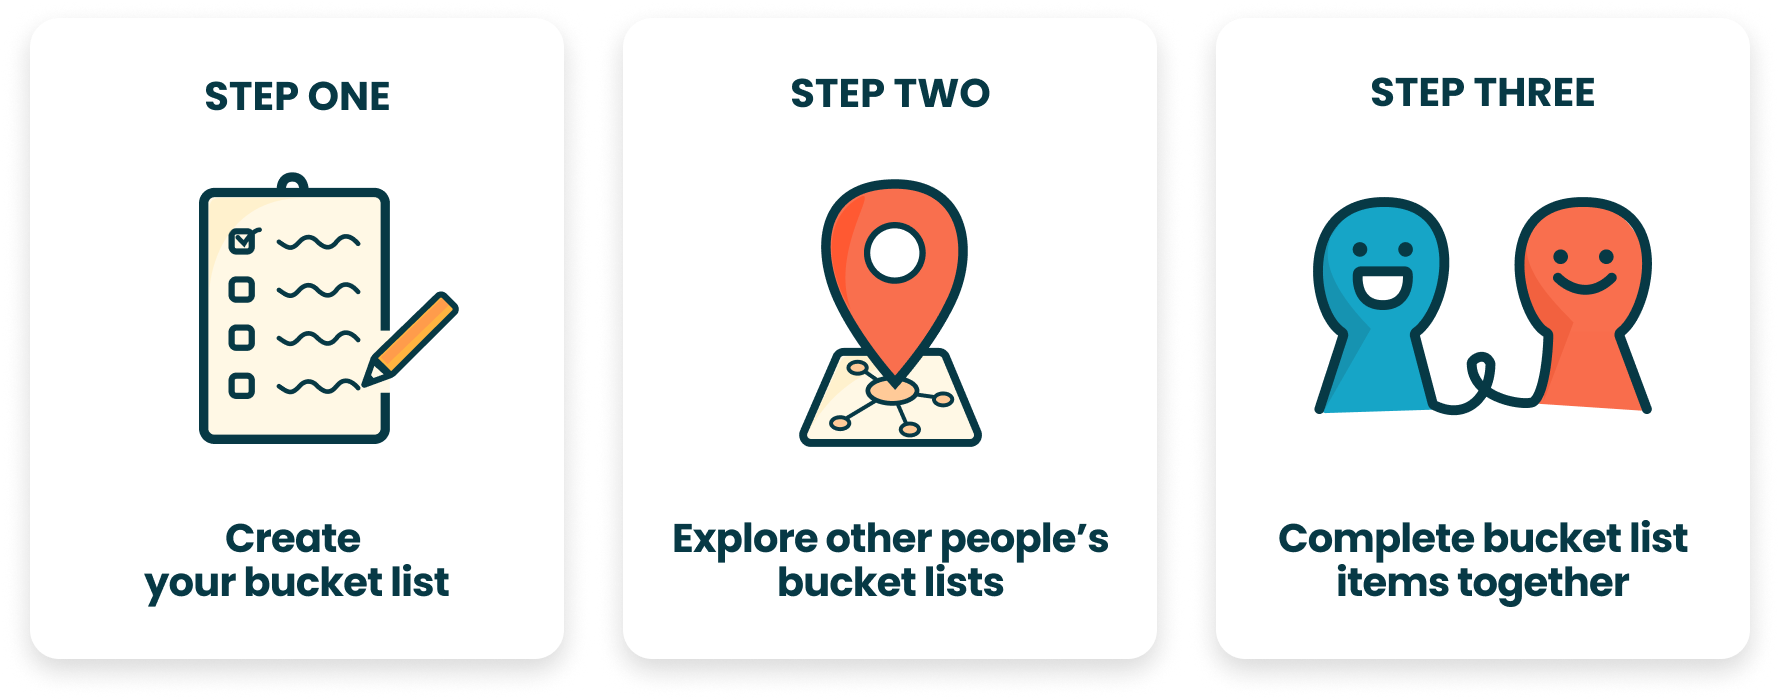 STEP ONE
Create
your bucket list
STEP TWO
Explore other people’s
bucket lists
STEP THREE
Complete bucket list
items together